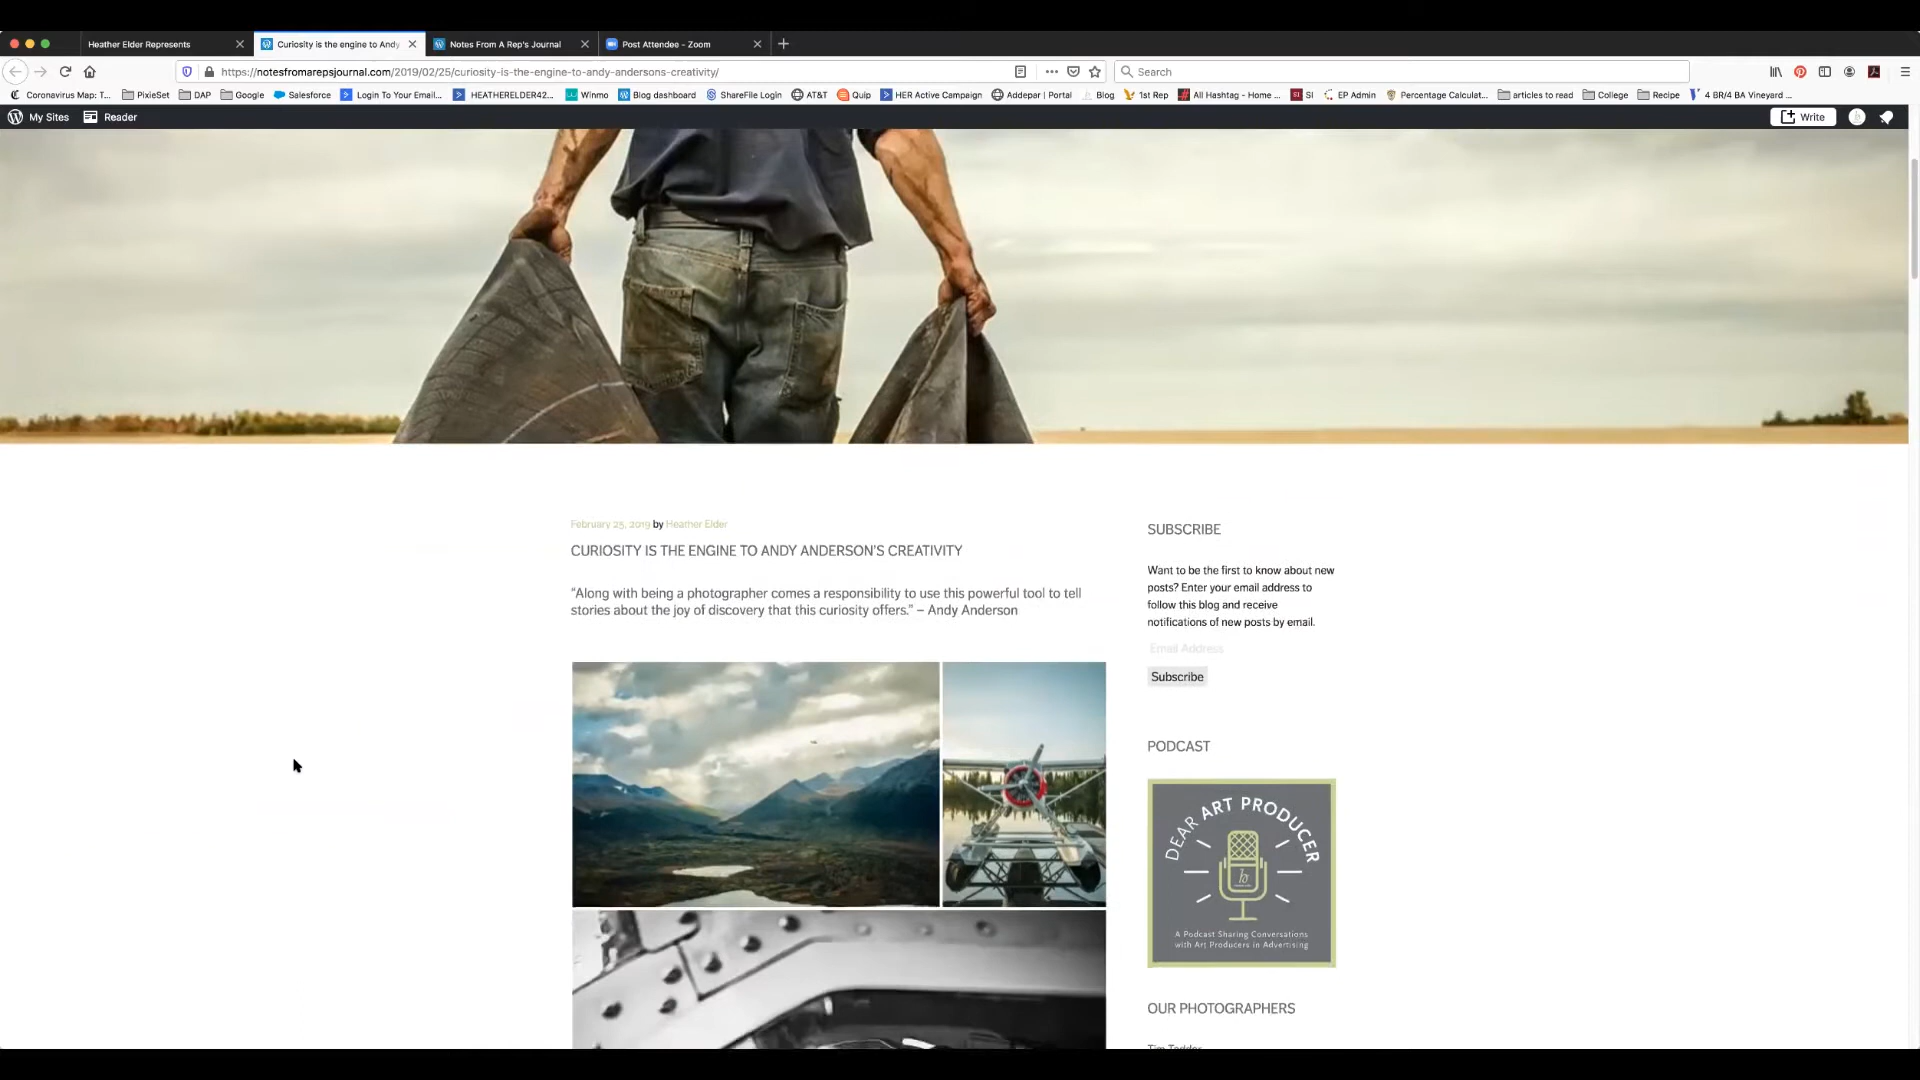 Heather Elder Represents
Curiosity is the engine to Andy
Notes From A Rep's Journal
Post Attendee - Zoom
https://notesfromarepsjournal.com/2019/02/25/curiosity-is-the-engine-to-andy-andersons-creativity/
Search
Coronavirus Map: T...
PixieSet
DAP
Google
Salesforce
Login To Your Email...
HEATHERELDER42...
Winmo
Blog dashboard
ShareFile Login
AT&T
Quip
HER Active Campaign
Addepar | Portal
Blog
1st Rep
All Hashtag - Home ...
SI
EP Admin
Percentage Calculat...
articles to read
College
Recipe
4 BR/4 BA Vineyard ...
My Sites
Reader
Write
February 25, 2019 by Heather Elder
CURIOSITY IS THE ENGINE TO ANDY ANDERSON'S CREATIVITY
“Along with being a photographer comes a responsibility to use this powerful tool to tell
stories about the joy of discovery that this curiosity offers.” – Andy Anderson
SUBSCRIBE
Want to be the first to know about new
posts? Enter your email address to
follow this blog and receive
notifications of new posts by email.
Email Address
Subscribe
PODCAST
DEAR ART PRODUCER
A Podcast Sharing Conversations
with Art Producers in Advertising
OUR PHOTOGRAPHERS